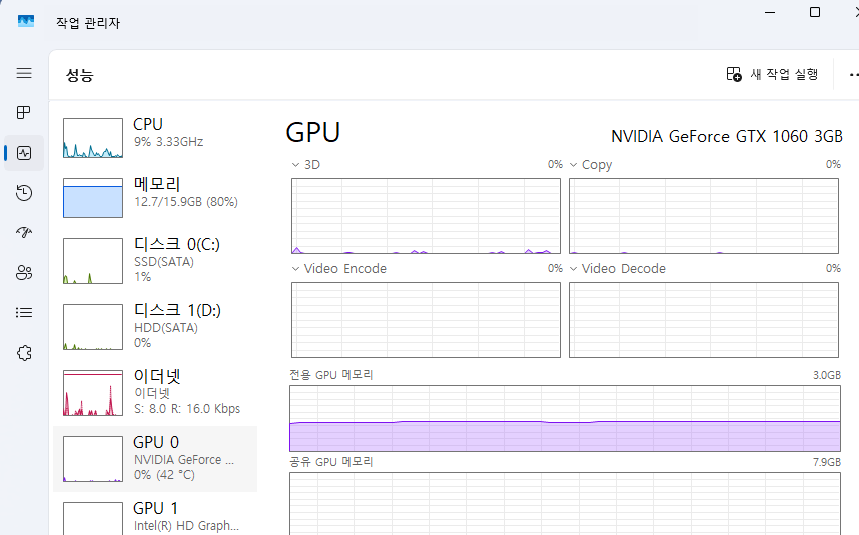 작업 관리자
성능
새 작업 실행
CPU
9% 3.33GHz
메모리
12.7/15.9GB (80%)
디스크 0(C:)
SSD(SATA)
1%
디스크 1(D:)
HDD(SATA)
0%
이더넷
이더넷
S: 8.0 R: 16.0 Kbps
GPU 0
NVIDIA GeForce ...
0% (42 °C)
GPU 1
Intel(R) HD Graph...
GPU
NVIDIA GeForce GTX 1060 3GB
3D 0%
Copy 0%
Video Encode 0%
Video Decode 0%
전용 GPU 메모리 3.0GB
공유 GPU 메모리 7.9GB